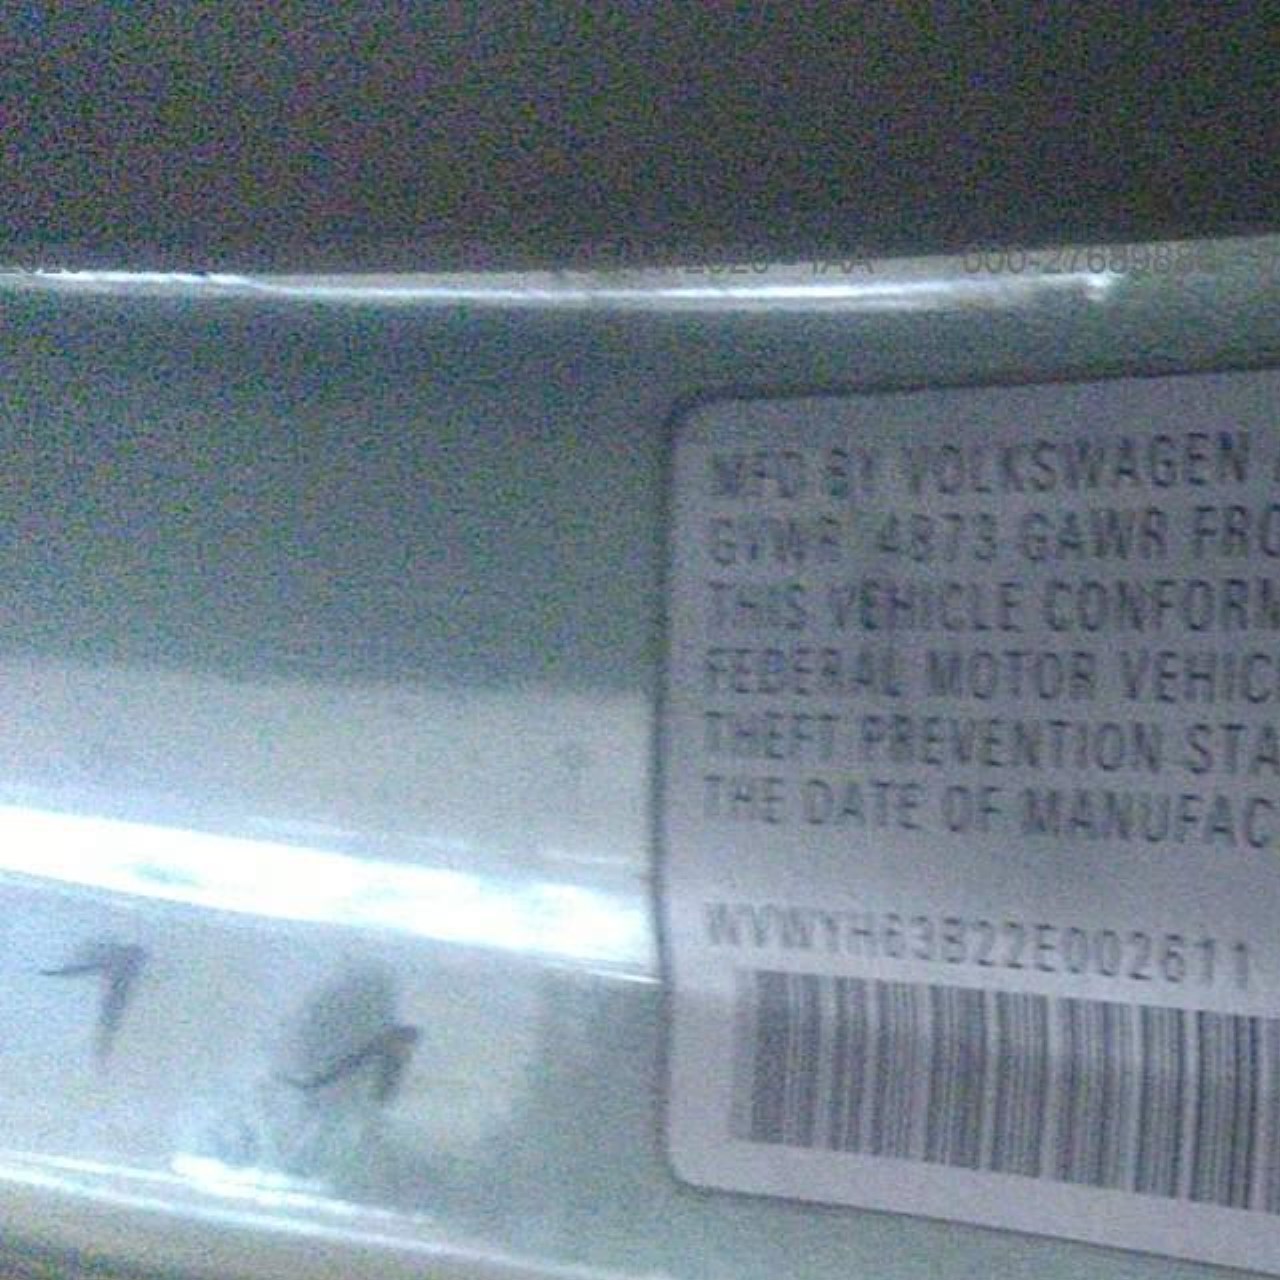 MFD BY VOLKSWAGEN
GVWR 4873 GAWR FRO
THIS VEHICLE CONFORM
FEDERAL MOTOR VEHIC
THEFT PREVENTION STA
THE DATE OF MANUFAC
WVWYH63B22E002611